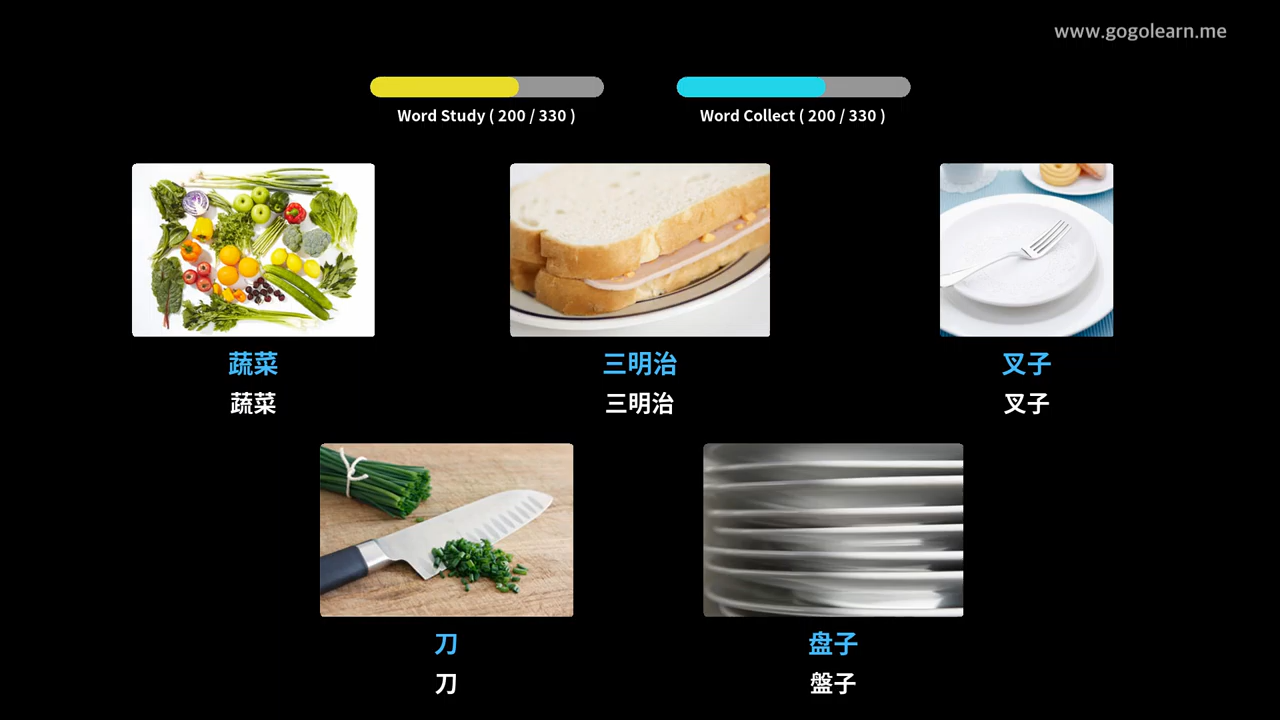 www.gogolearn.me
Word Study ( 200 / 330 )
Word Collect ( 200 / 330 )
蔬菜
蔬菜
三明治
三明治
叉子
叉子
刀
刀
盘子
盤子